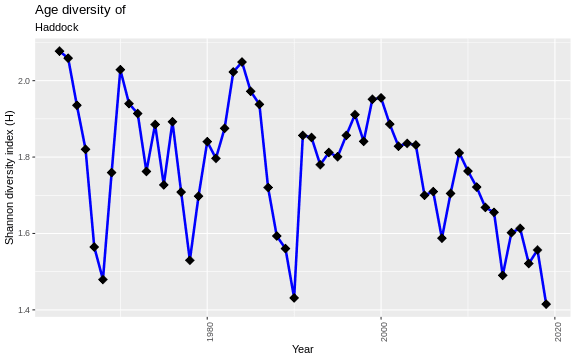 Age diversity of
Haddock
Shannon diversity index (H)
2.0
1.8
1.6
1.4
1980
2000
2020
Year